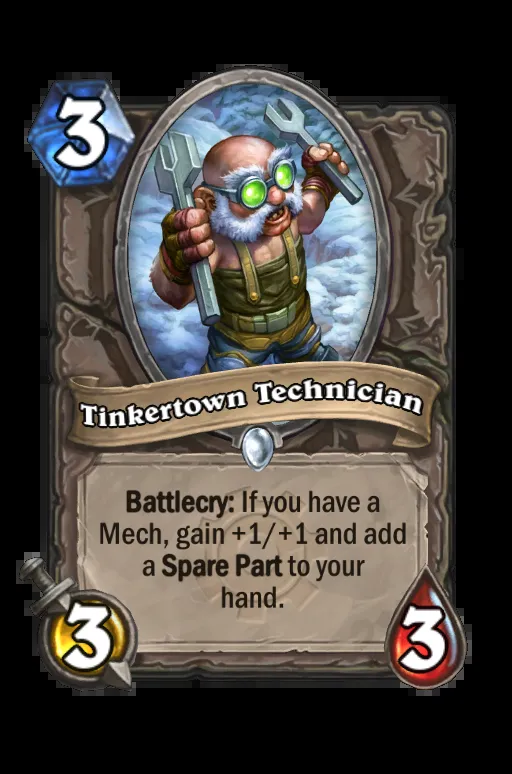 3
Tinkertown Technician
Battlecry: If you have a
Mech, gain +1/+1 and add
a Spare Part to your
hand.
3
3